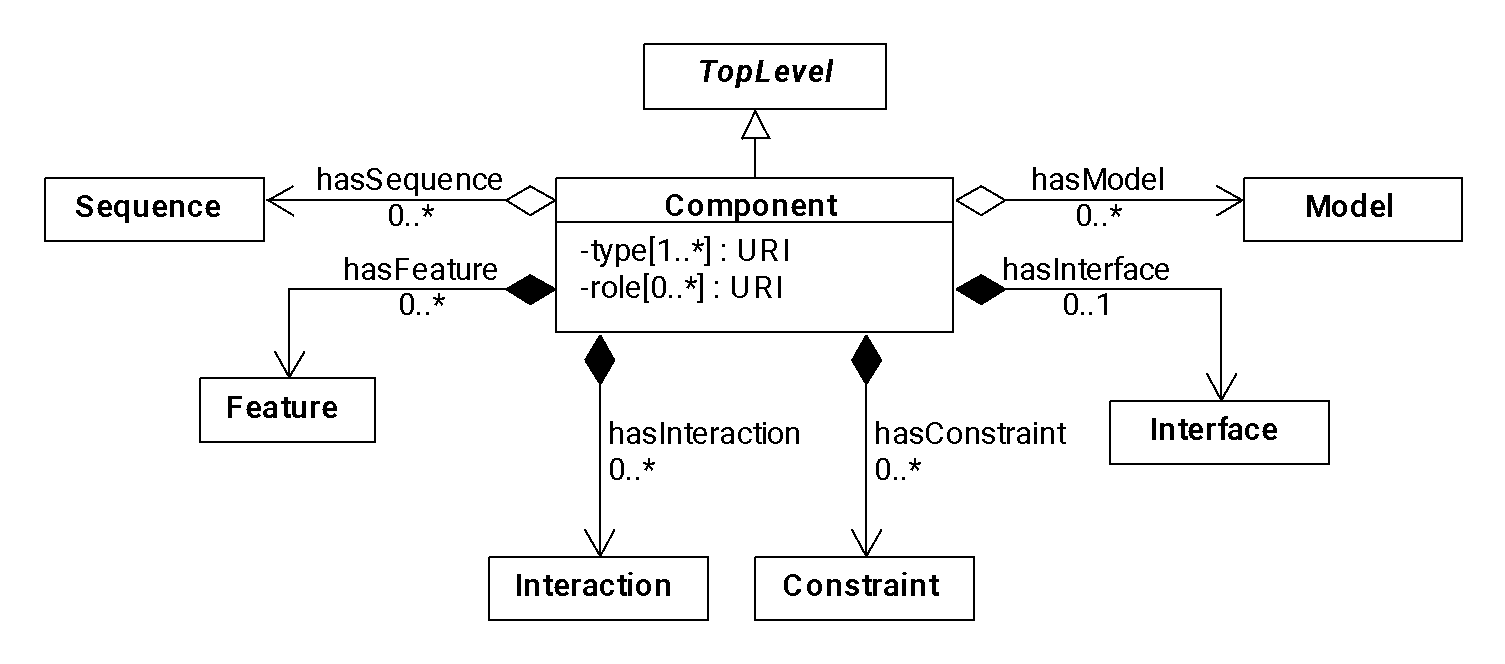 TopLevel
hasSequence
0..*
Sequence
Component
hasModel
0..*
Model
-type[1..*] : URI
-role[0..*] : URI
hasFeature
0..*
hasInterface
0..1
Feature
Interface
hasInteraction
0..*
hasConstraint
0..*
Interaction
Constraint